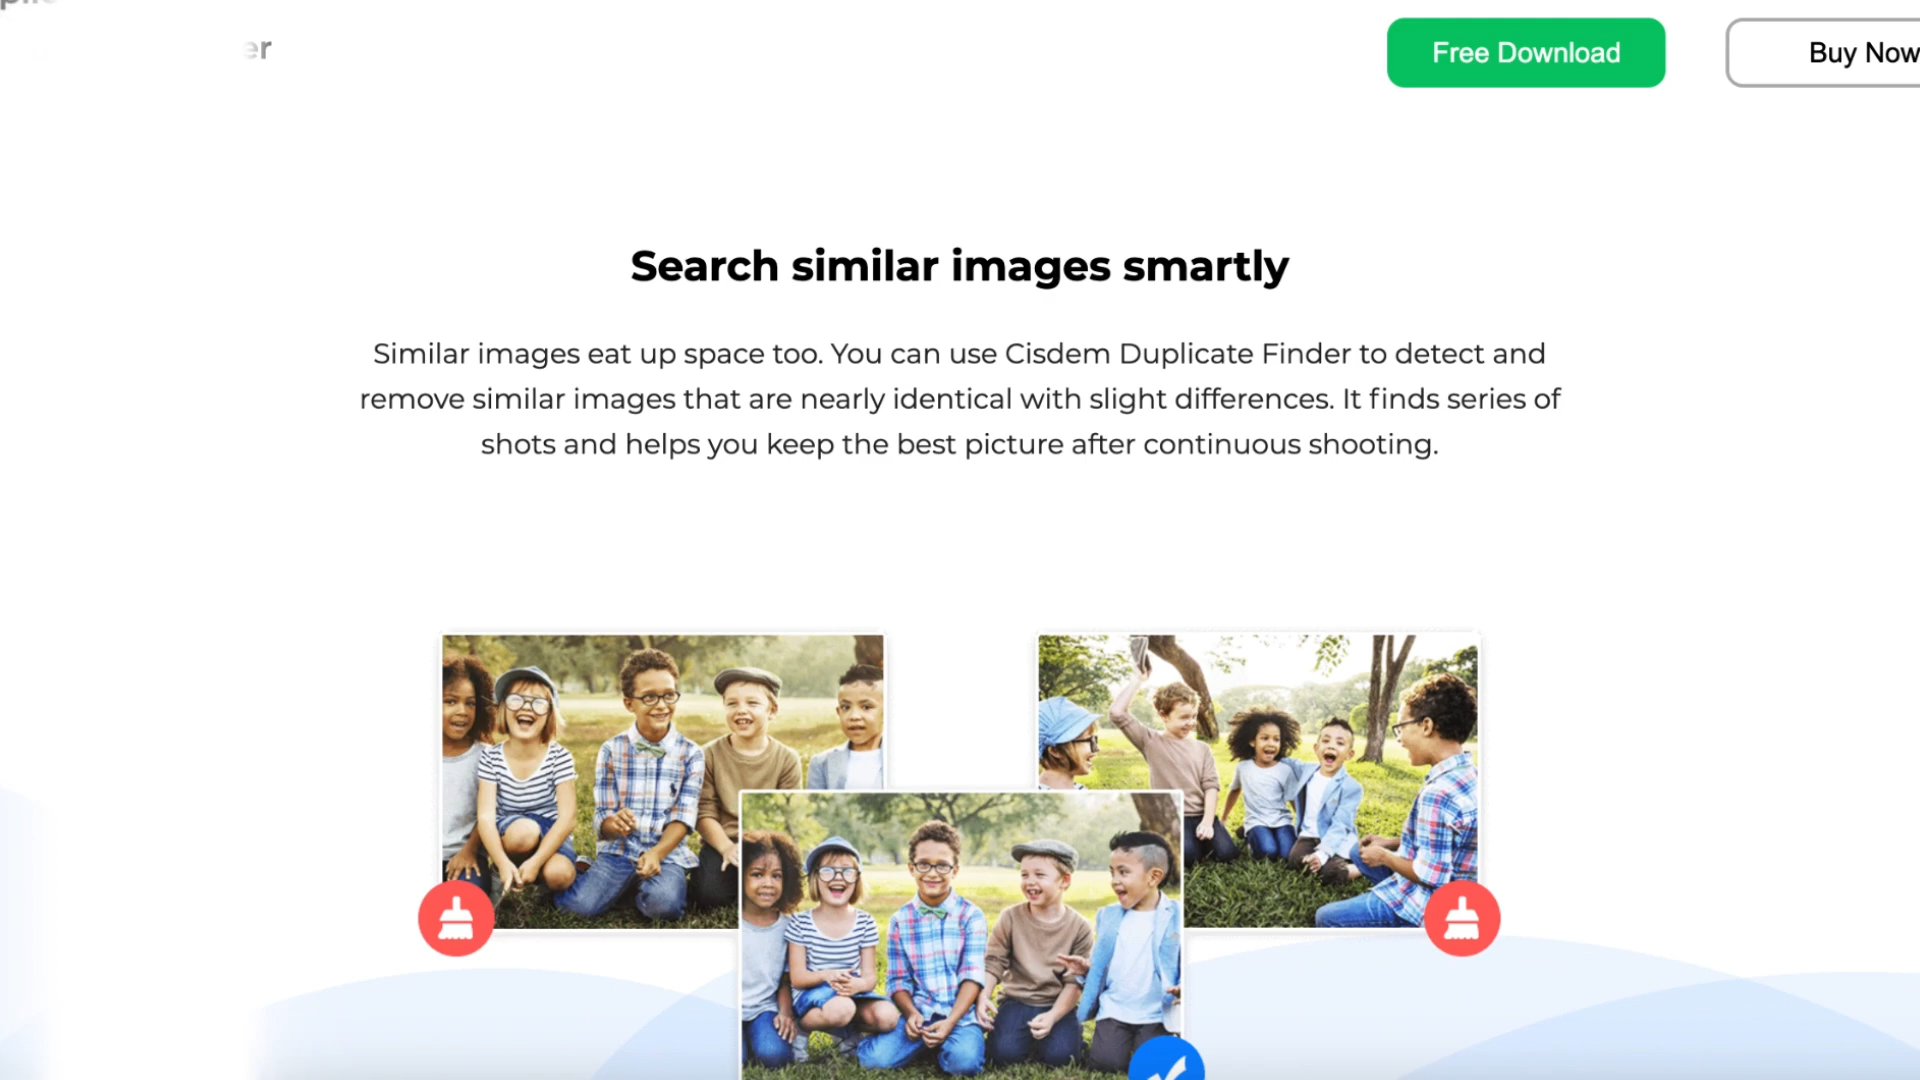 Free Download
Buy Now
Search similar images smartly
Similar images eat up space too. You can use Cisdem Duplicate Finder to detect and
remove similar images that are nearly identical with slight differences. It finds series of
shots and helps you keep the best picture after continuous shooting.